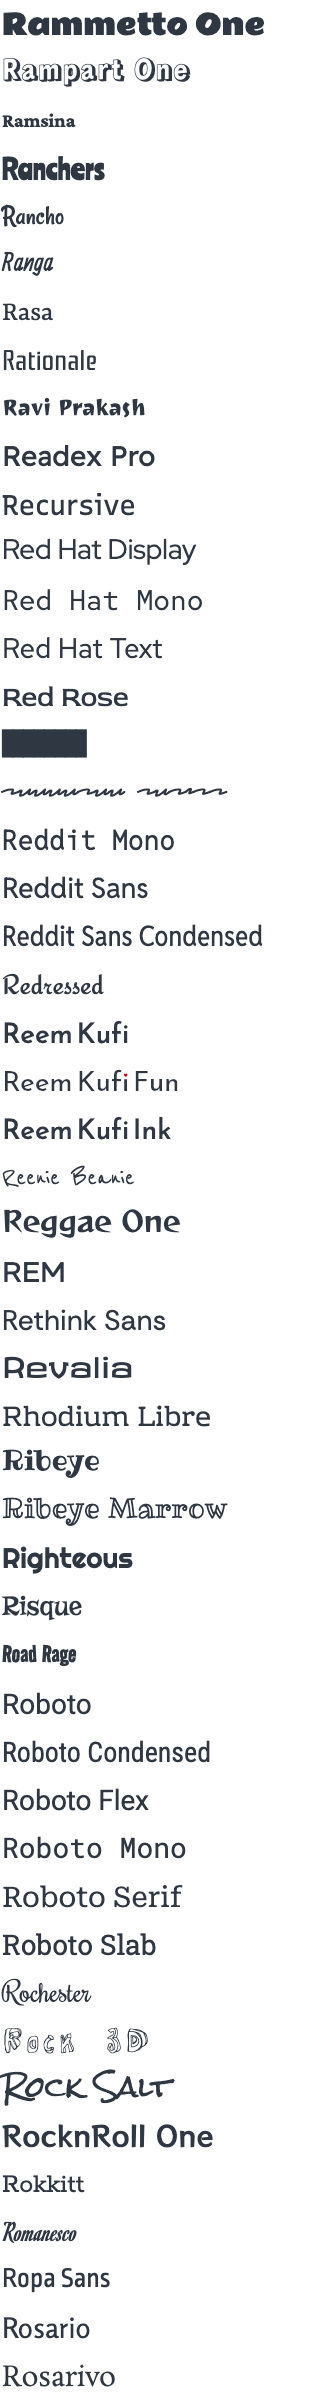 Rammetto One
Rampart One
Ramsina
Ranchers
Rancho
Ranga
Rasa
Rationale
Ravi Prakash
Readex Pro
Recursive
Red Hat Display
Red Hat Mono
Red Hat Text
Red Rose
Reddit Mono
Reddit Sans
Reddit Sans Condensed
Redressed
Reem Kufi
Reem Kufi Fun
Reem Kufi Ink
Reenie Beanie
Reggae One
REM
Rethink Sans
Revalia
Rhodium Libre
Ribeye
Ribeye Marrow
Righteous
Risque
Road Rage
Roboto
Roboto Condensed
Roboto Flex
Roboto Mono
Roboto Serif
Roboto Slab
Rochester
Rock 3D
Rock Salt
RocknRoll One
Rokkitt
Romanesco
Ropa Sans
Rosario
Rosarivo